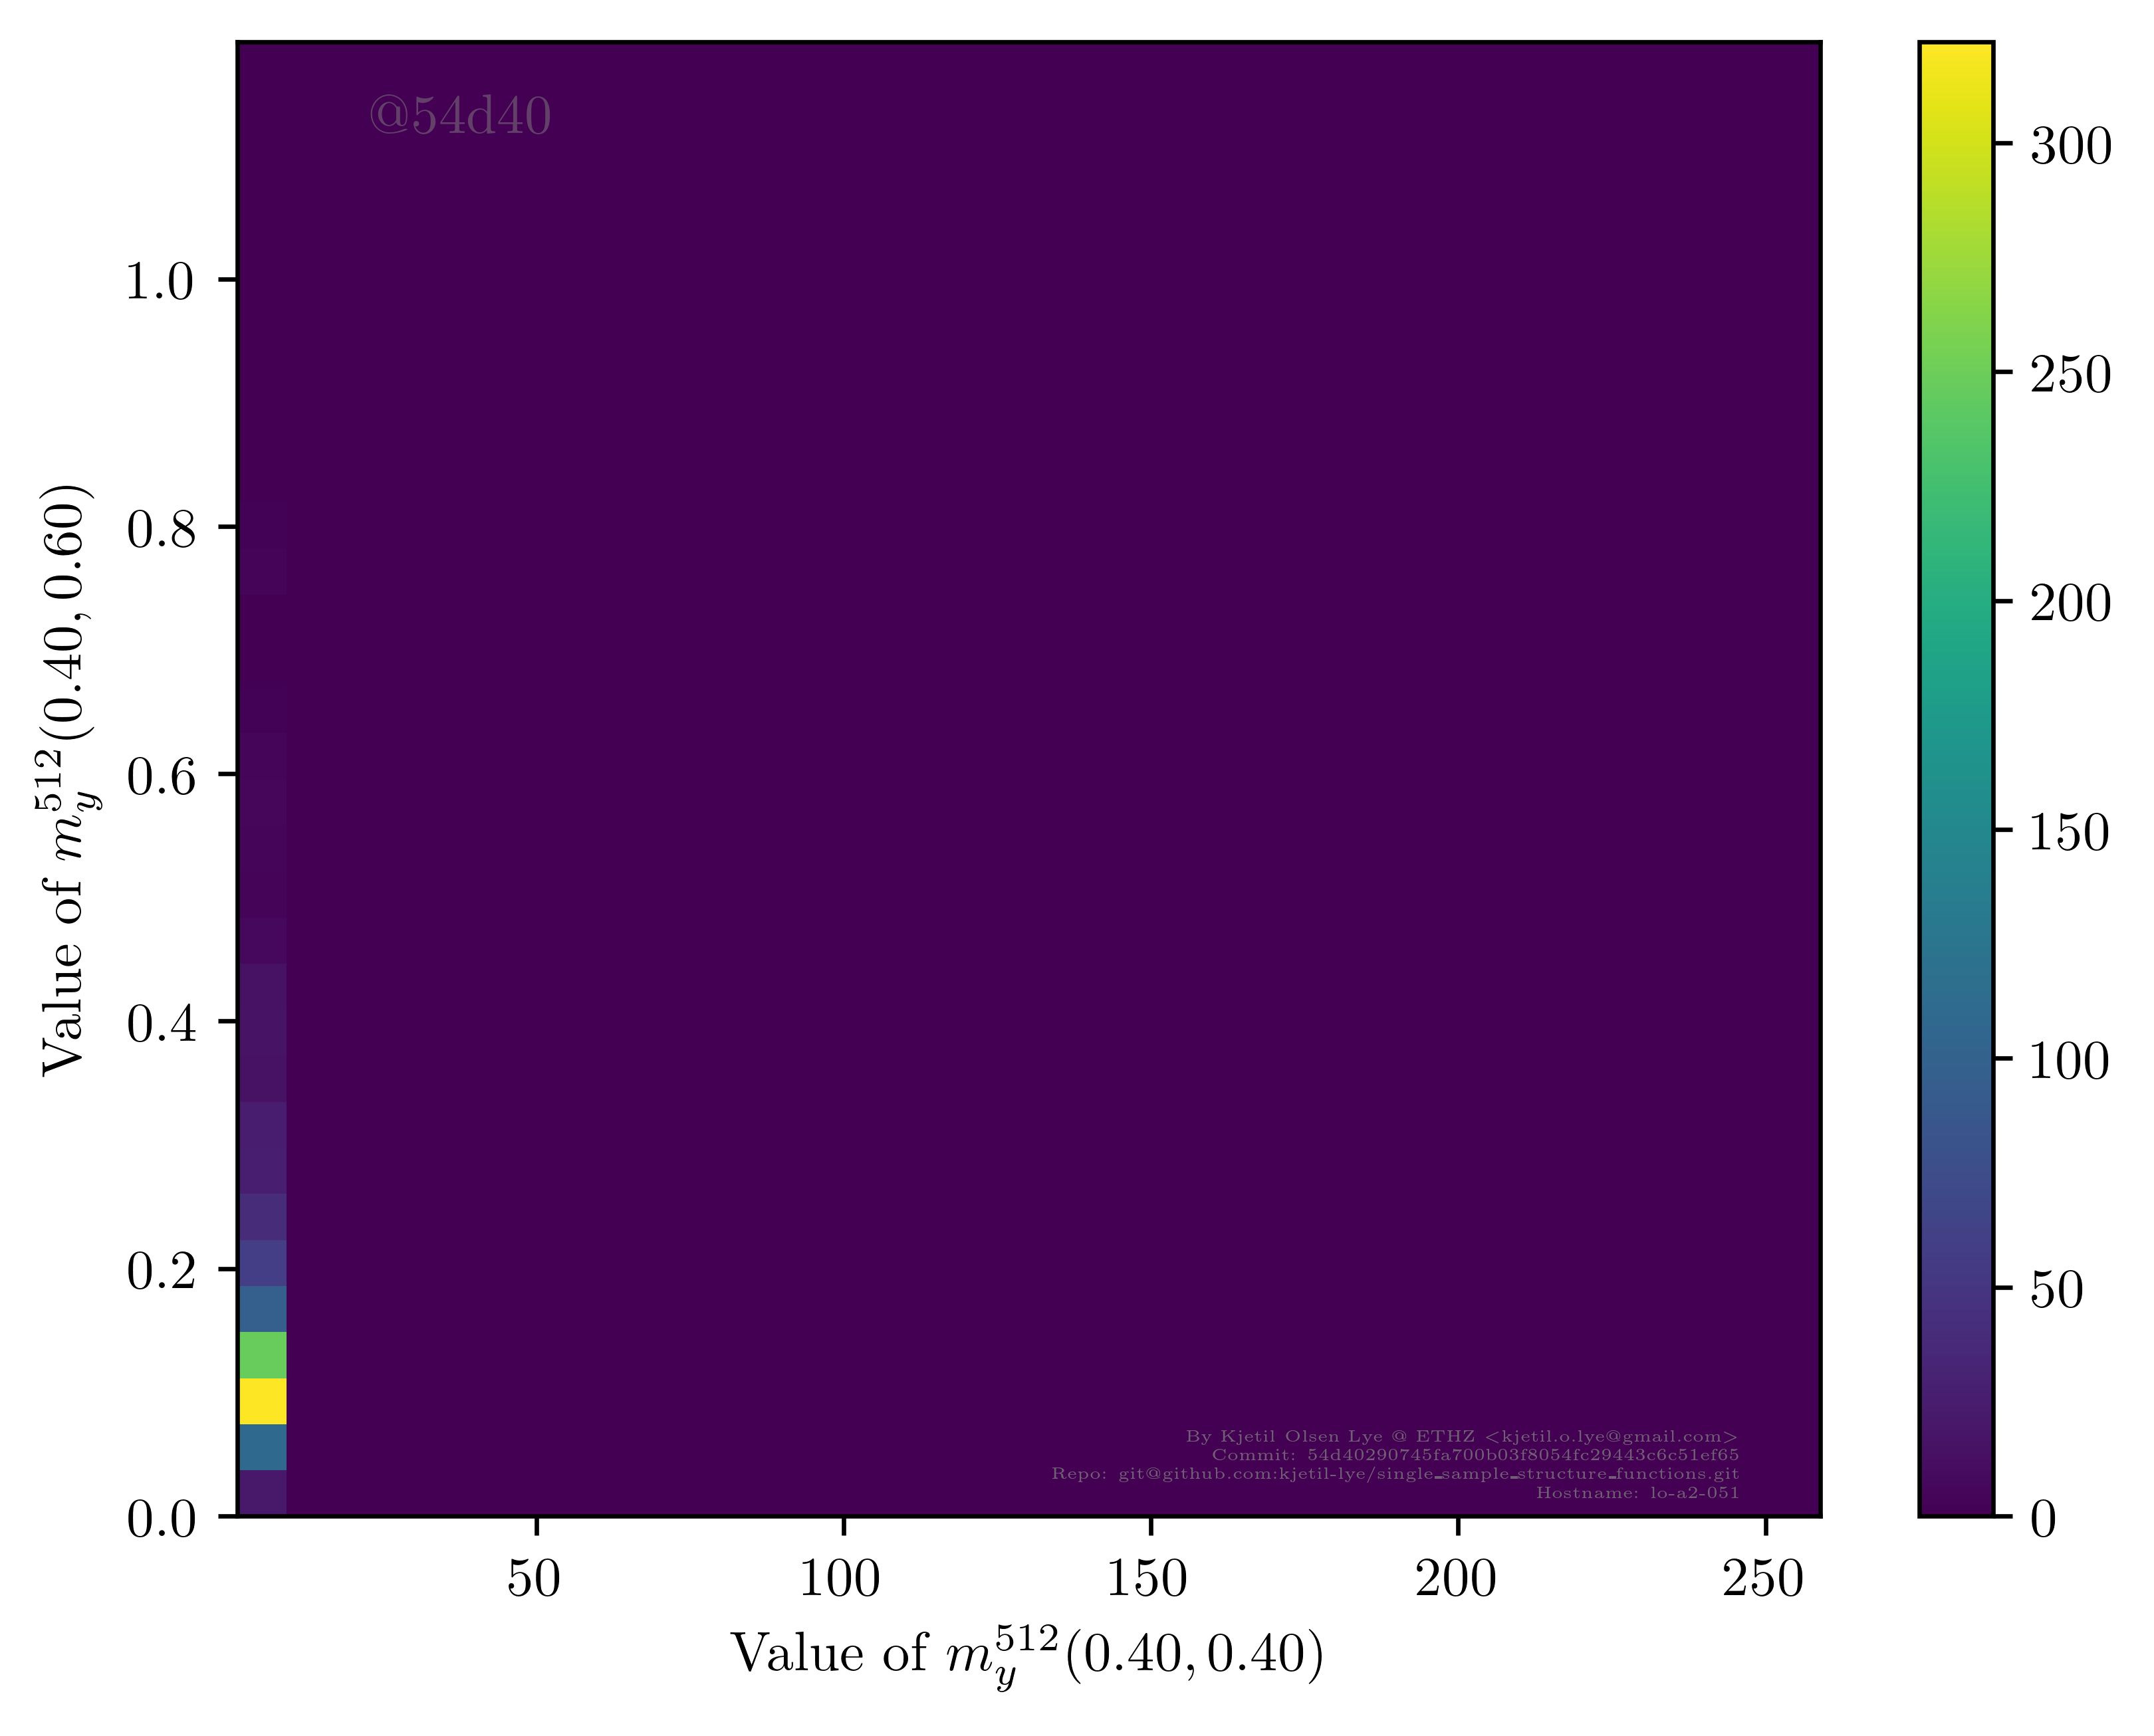 @54d40
1.0
0.8
0.6
0.4
0.2
0.0
Value of m_y^512(0.40, 0.60)
50
100
150
200
250
Value of m_y^512(0.40, 0.40)
300
250
200
150
100
50
0
By Kjetil Olsen Lye @ ETHZ <kjetil.o.lye@gmail.com>
Commit: 54d40290745fa700b03f8054fc29443c6c51ef65
Repo: git@github.com:kjetil-lye/single_sample_structure_functions.git
Hostname: lo-a2-051